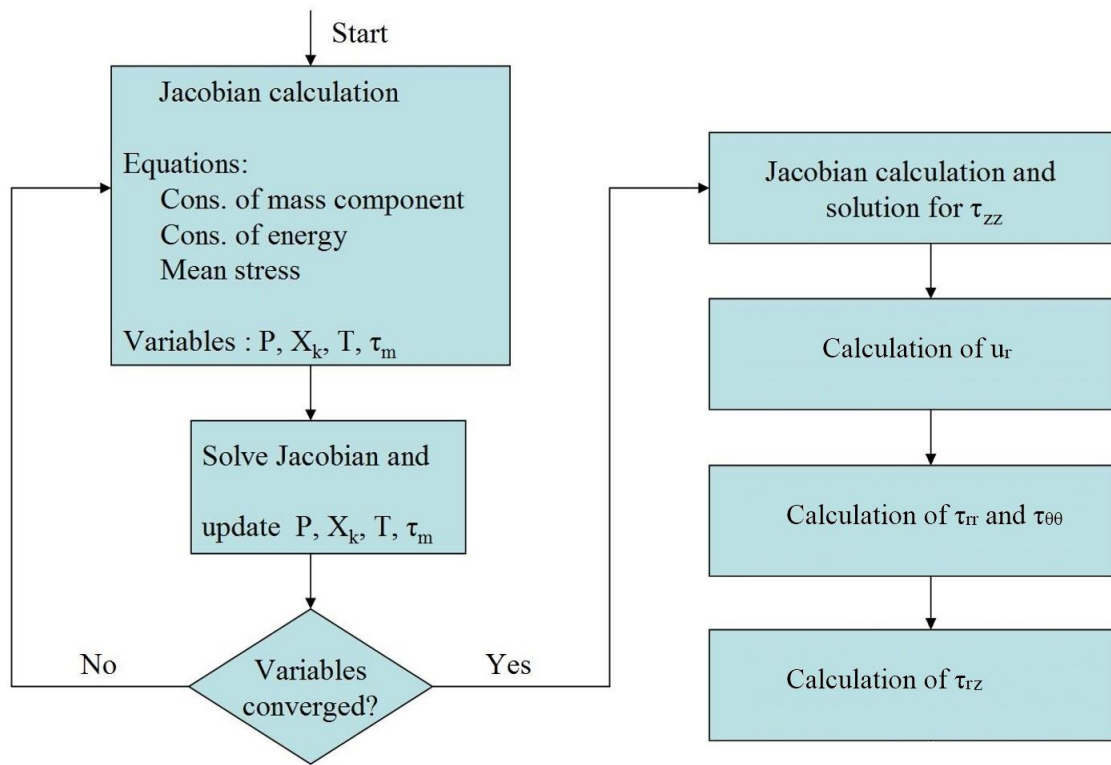 Start
Jacobian calculation
Equations:
Cons. of mass component
Cons. of energy
Mean stress
Variables : P, Xₖ, T, τₘ
Solve Jacobian and
update P, Xₖ, T, τₘ
Variables
converged?
No
Yes
Jacobian calculation and
solution for τzz
Calculation of uᵣ
Calculation of τrr and τθθ
Calculation of τrz